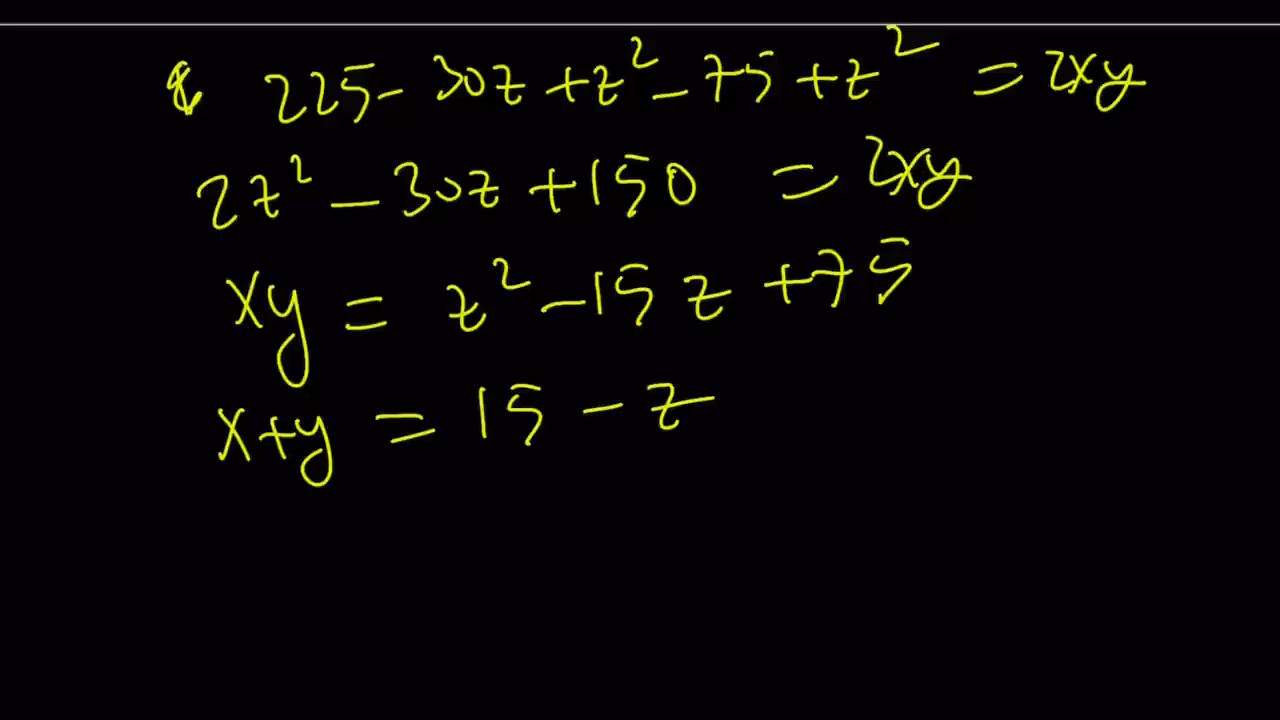 225 - 30z + z² - 75 + z² = 2xy
2z² - 30z + 150 = 2xy
xy = z² - 15z + 75
x+y = 15 - z